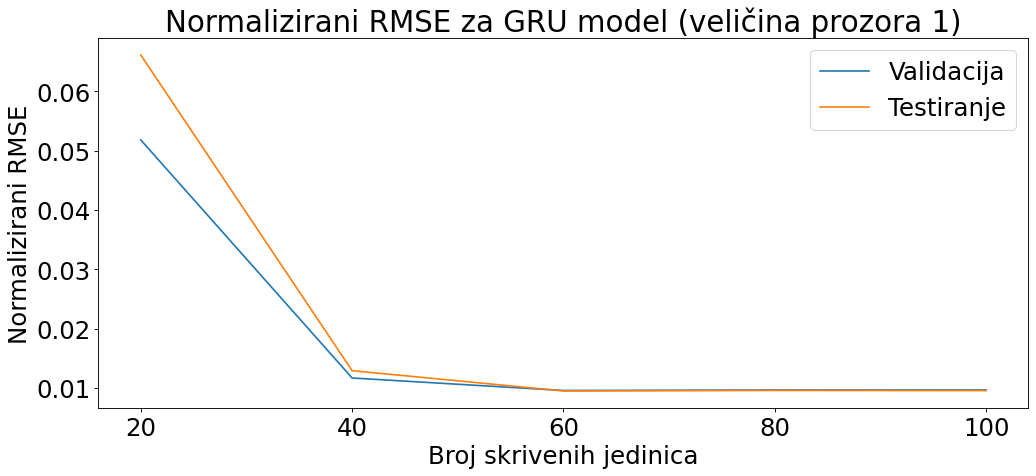 Normalizirani RMSE za GRU model (veličina prozora 1)
Validacija
Testiranje
Normalizirani RMSE
0.06
0.05
0.04
0.03
0.02
0.01
20 40 60 80 100
Broj skrivenih jedinica